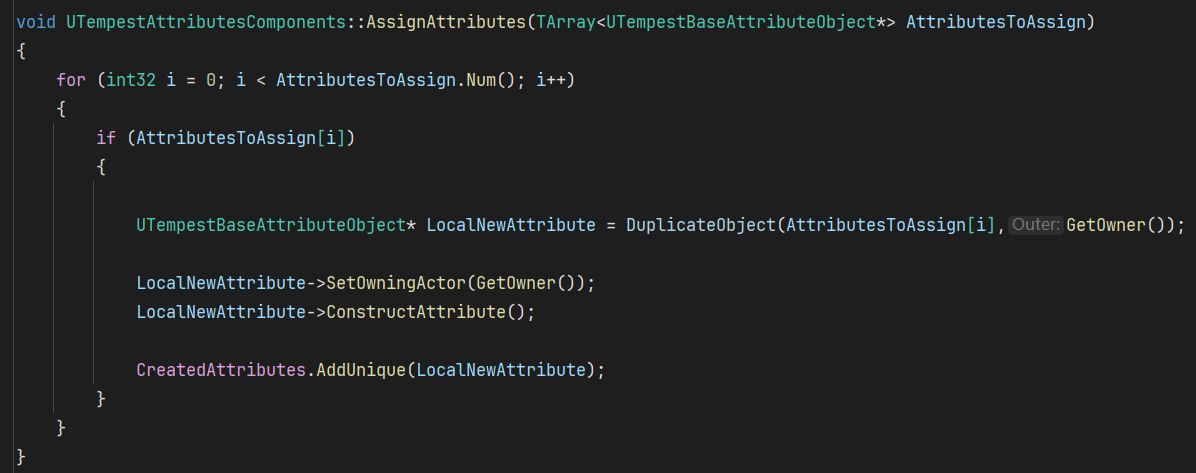 void UTempestAttributesComponents::AssignAttributes(TArray<UTempestBaseAttributeObject*> AttributesToAssign)
{
    for (int32 i = 0; i < AttributesToAssign.Num(); i++)
    {
        if (AttributesToAssign[i])
        {
            UTempestBaseAttributeObject* LocalNewAttribute = DuplicateObject(AttributesToAssign[i], Outer: GetOwner());
            LocalNewAttribute->SetOwningActor(GetOwner());
            LocalNewAttribute->ConstructAttribute();
            CreatedAttributes.AddUnique(LocalNewAttribute);
        }
    }
}